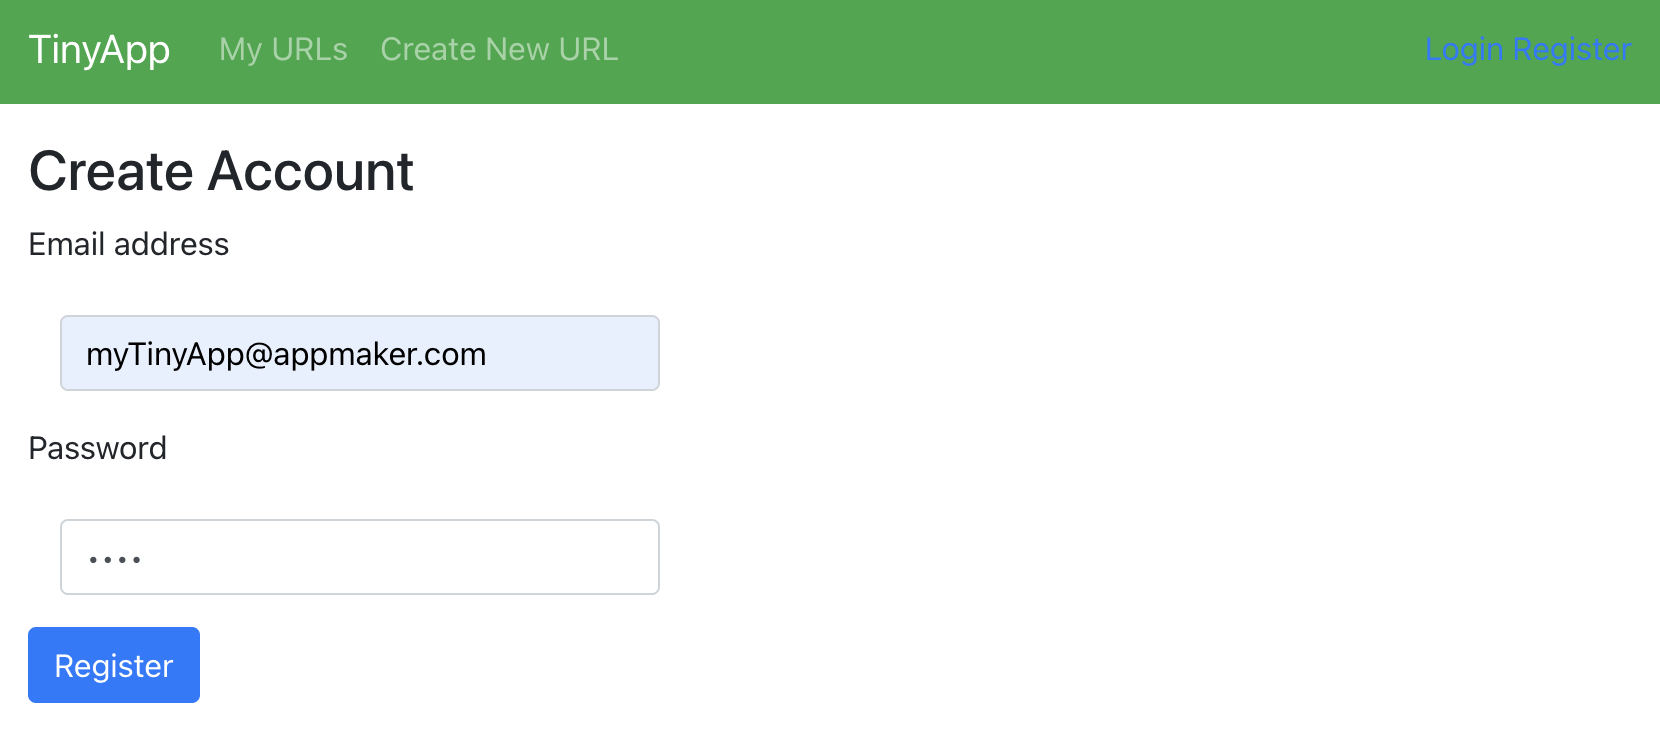 TinyApp My URLs Create New URL Login Register
Create Account
Email address
myTinyApp@appmaker.com
Password
••••
Register